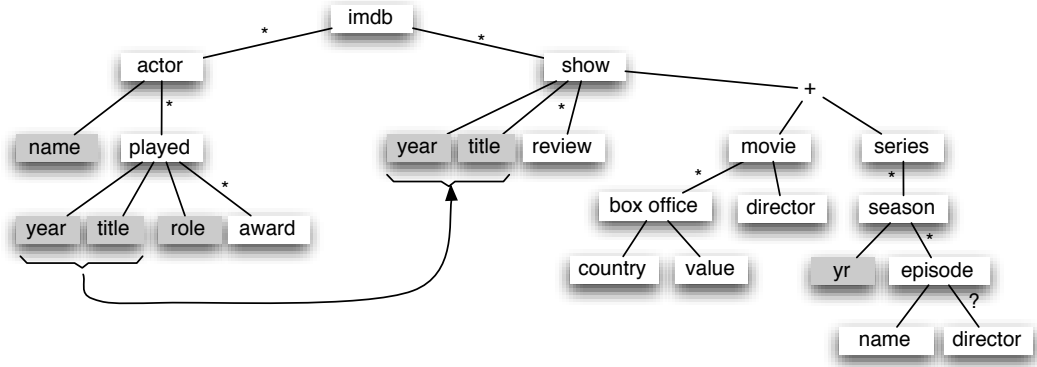 imdb
* *
actor show
* * +
name played year title review movie series
* * *
year title role award box office director season
*
country value yr episode
?
name director